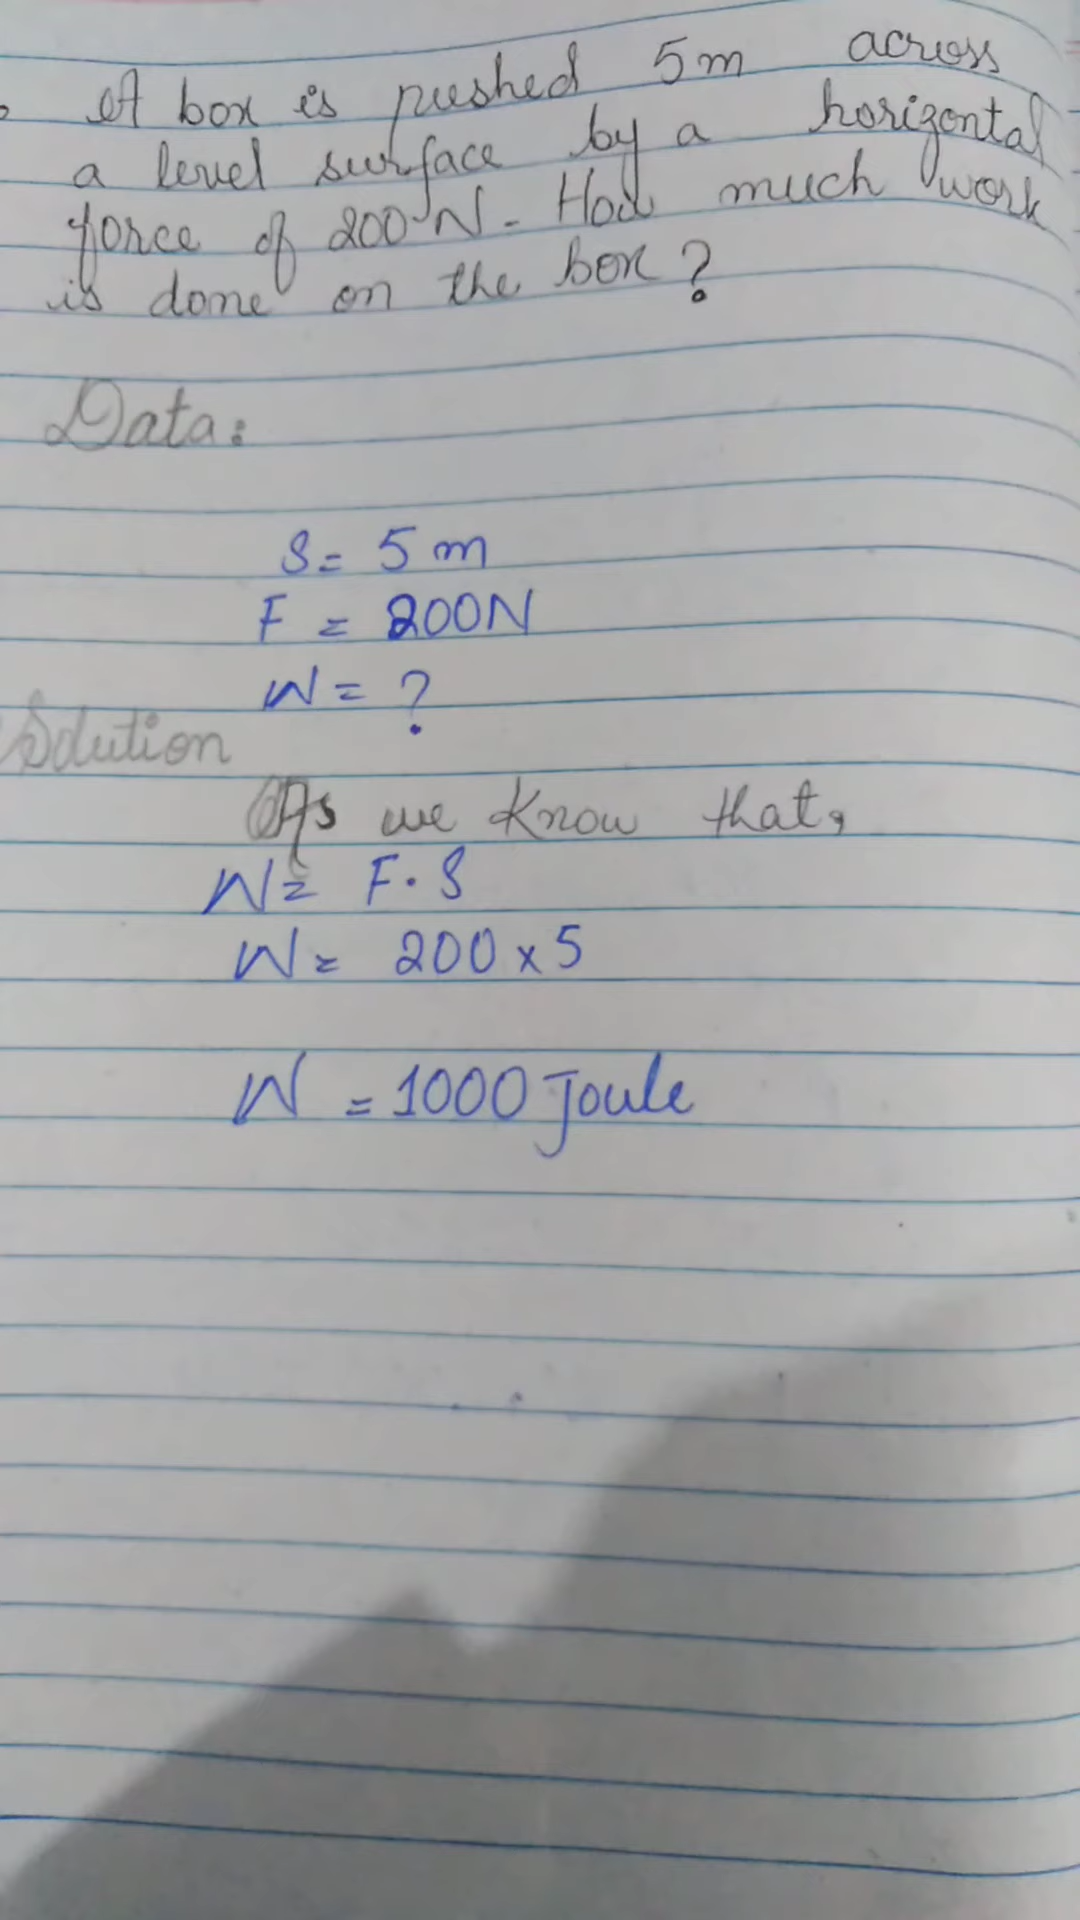 A box is pushed 5m across
a level surface by a horizontal
force of 200 N. How much work
is done on the box?
Data:
S = 5 m
F = 200N
W = ?
Solution
As we know that,
W = F. S
W = 200 x 5
W = 1000 Joule